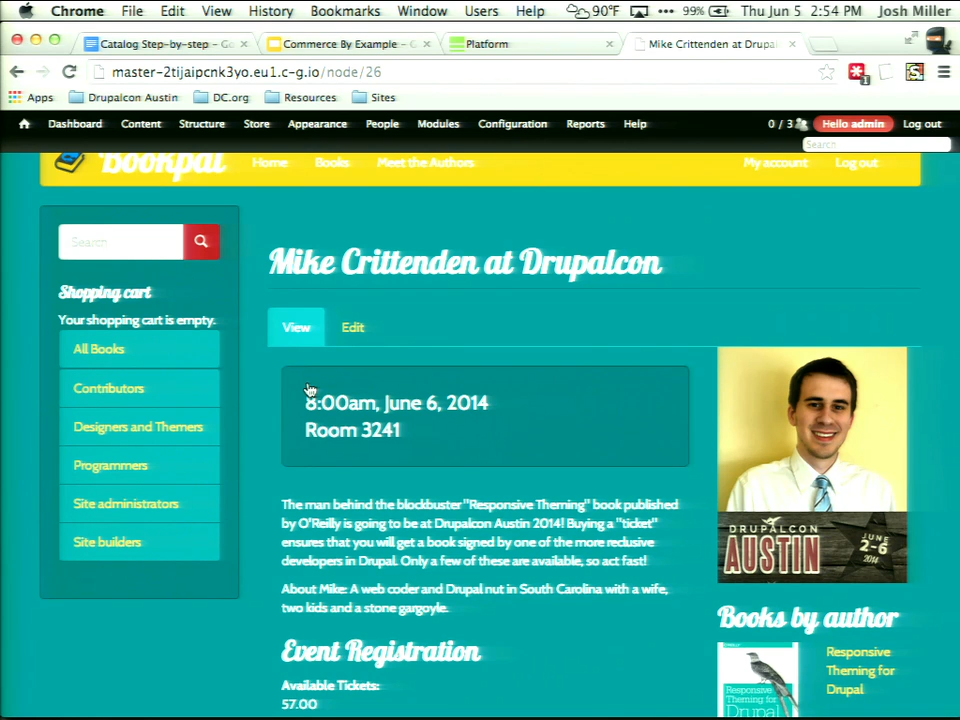 Chrome File Edit View History Bookmarks Window Users Help 90°F 99% Thu Jun 5 2:54 PM Josh Miller
Catalog Step-by-step - Go
Commerce By Example - G
Platform
Mike Crittenden at Drupal
master-2tijaipcnk3yo.eu1.c-g.io/node/26
1
Apps Drupalcon Austin DC.org Resources Sites
Dashboard Content Structure Store Appearance People Modules Configuration Reports Help 0 / 3 Hello admin Log out
Search
Bookpal Home Books Meet the Authors My account Log out
Search
Shopping cart
Your shopping cart is empty.
All Books
Contributors
Designers and Themers
Programmers
Site administrators
Site builders
Mike Crittenden at Drupalcon
View Edit
8:00am, June 6, 2014
Room 3241
The man behind the blockbuster "Responsive Theming" book published
by O'Reilly is going to be at Drupalcon Austin 2014! Buying a "ticket"
ensures that you will get a book signed by one of the more reclusive
developers in Drupal. Only a few of these are available, so act fast!
About Mike: A web coder and Drupal nut in South Carolina with a wife,
two kids and a stone gargoyle.
Event Registration
Available Tickets:
57.00
DRUPALCON
AUSTIN
JUNE
2-6
2014
Books by author
Responsive
Theming for
Drupal
Responsive
Theming for
Drupal